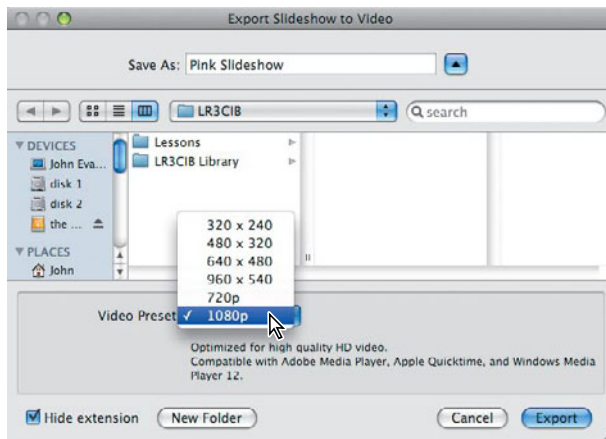 Export Slideshow to Video
Save As: Pink Slideshow
LR3CIB
search
DEVICES
John Eva...
disk 1
disk 2
the ...
PLACES
John
Lessons
LR3CIB Library
320 x 240
480 x 320
640 x 480
960 x 540
720p
Video Preset ✓ 1080p
Optimized for high quality HD video.
Compatible with Adobe Media Player, Apple Quicktime, and Windows Media
Player 12.
Hide extension
New Folder
Cancel
Export